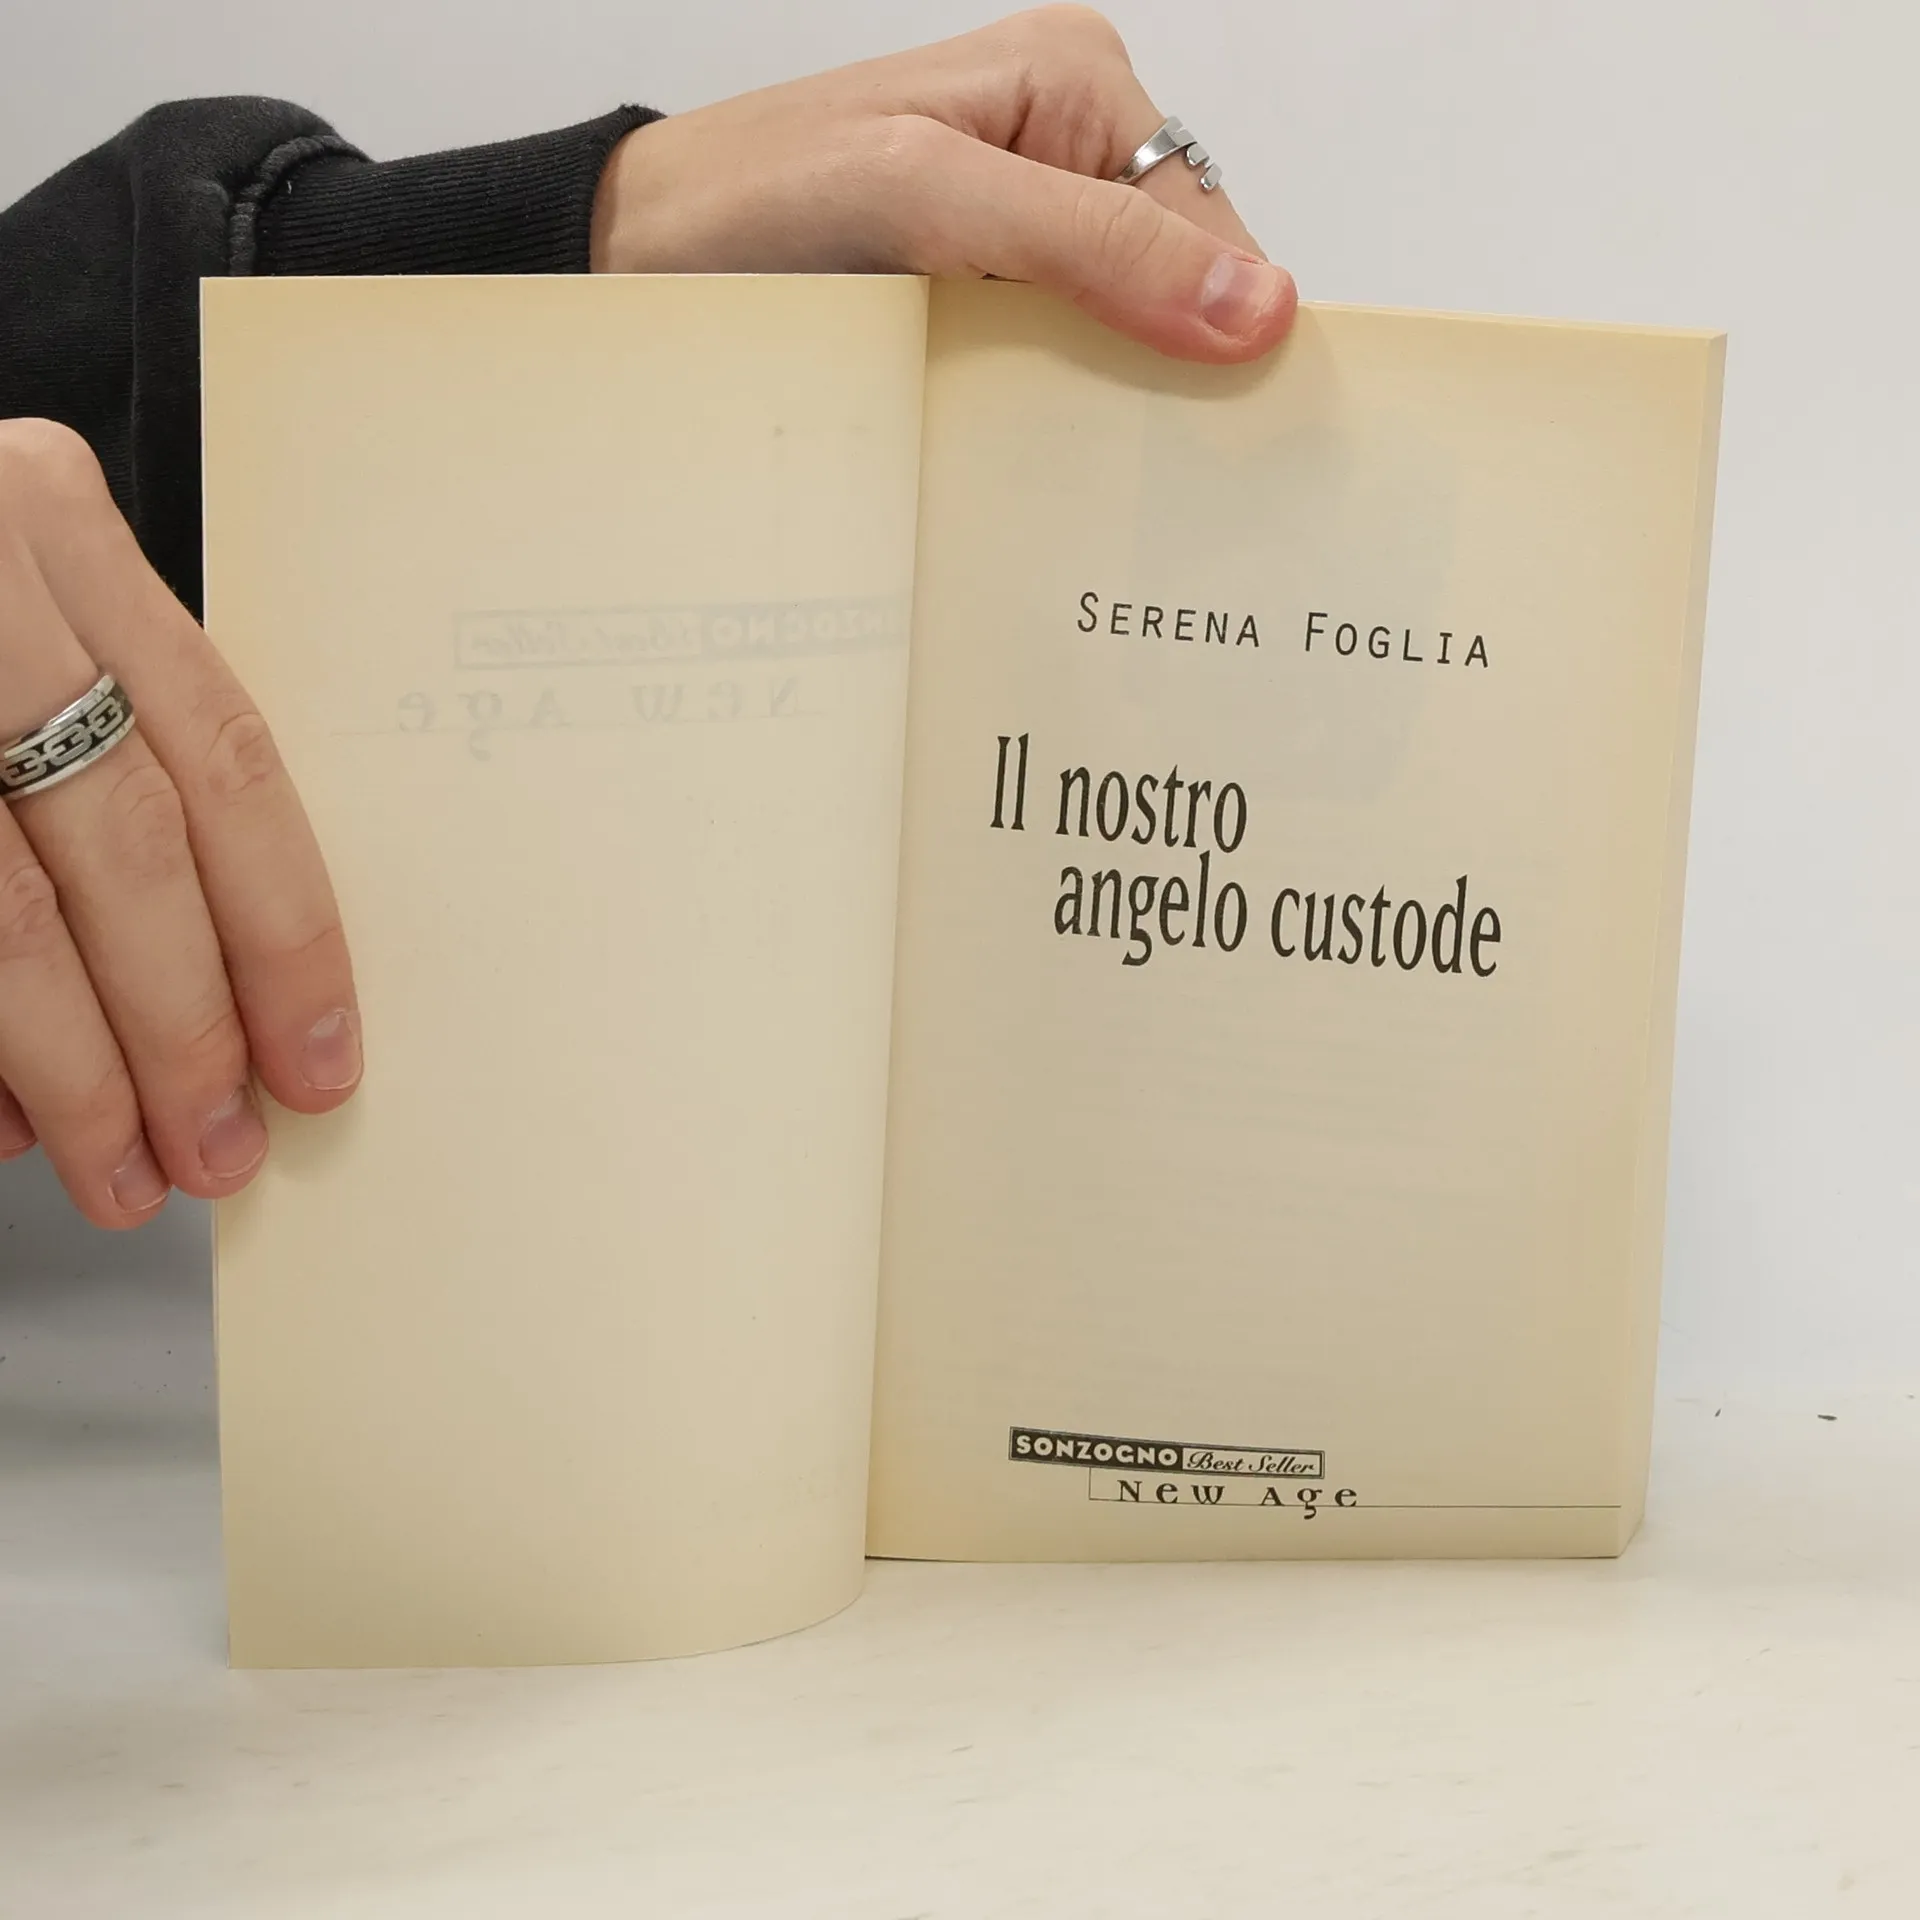 SERENA FOGLIA
Il nostro
angelo custode
SONZOGNO Best Seller
New Age